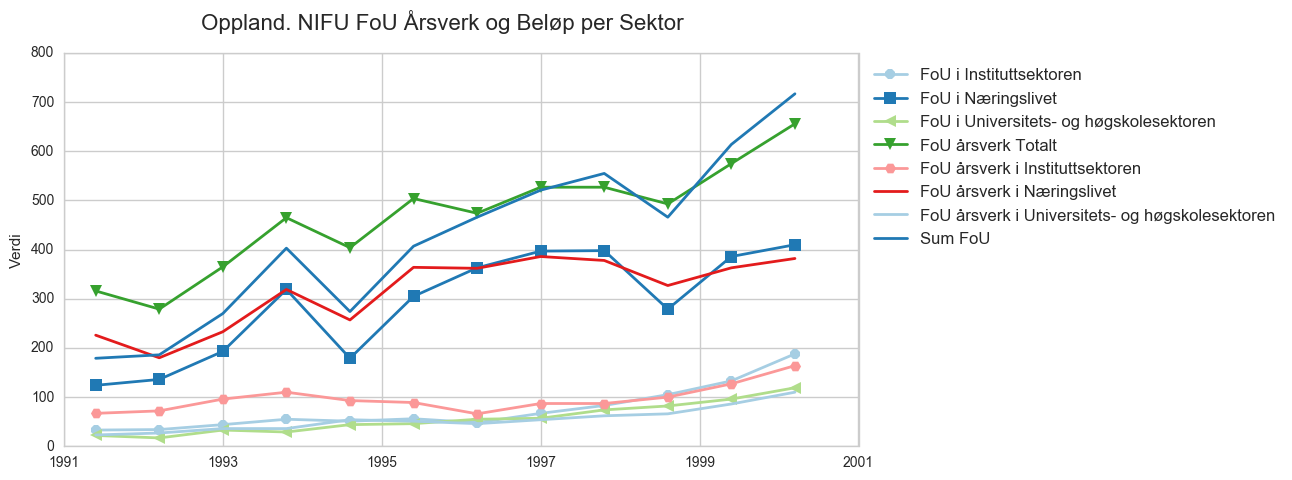 Oppland. NIFU FoU Årsverk og Beløp per Sektor
Verdi
800
700
600
500
400
300
200
100
0
1991
1993
1995
1997
1999
2001
FoU i Instituttsektoren
FoU i Næringslivet
FoU i Universitets- og høgskolesektoren
FoU årsverk Totalt
FoU årsverk i Instituttsektoren
FoU årsverk i Næringslivet
FoU årsverk i Universitets- og høgskolesektoren
Sum FoU